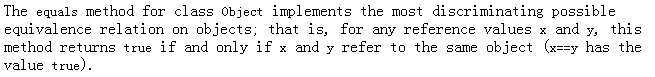 The equals method for class Object implements the most discriminating possible
equivalence relation on objects; that is, for any reference values x and y, this
method returns true if and only if x and y refer to the same object (x==y has the
value true).